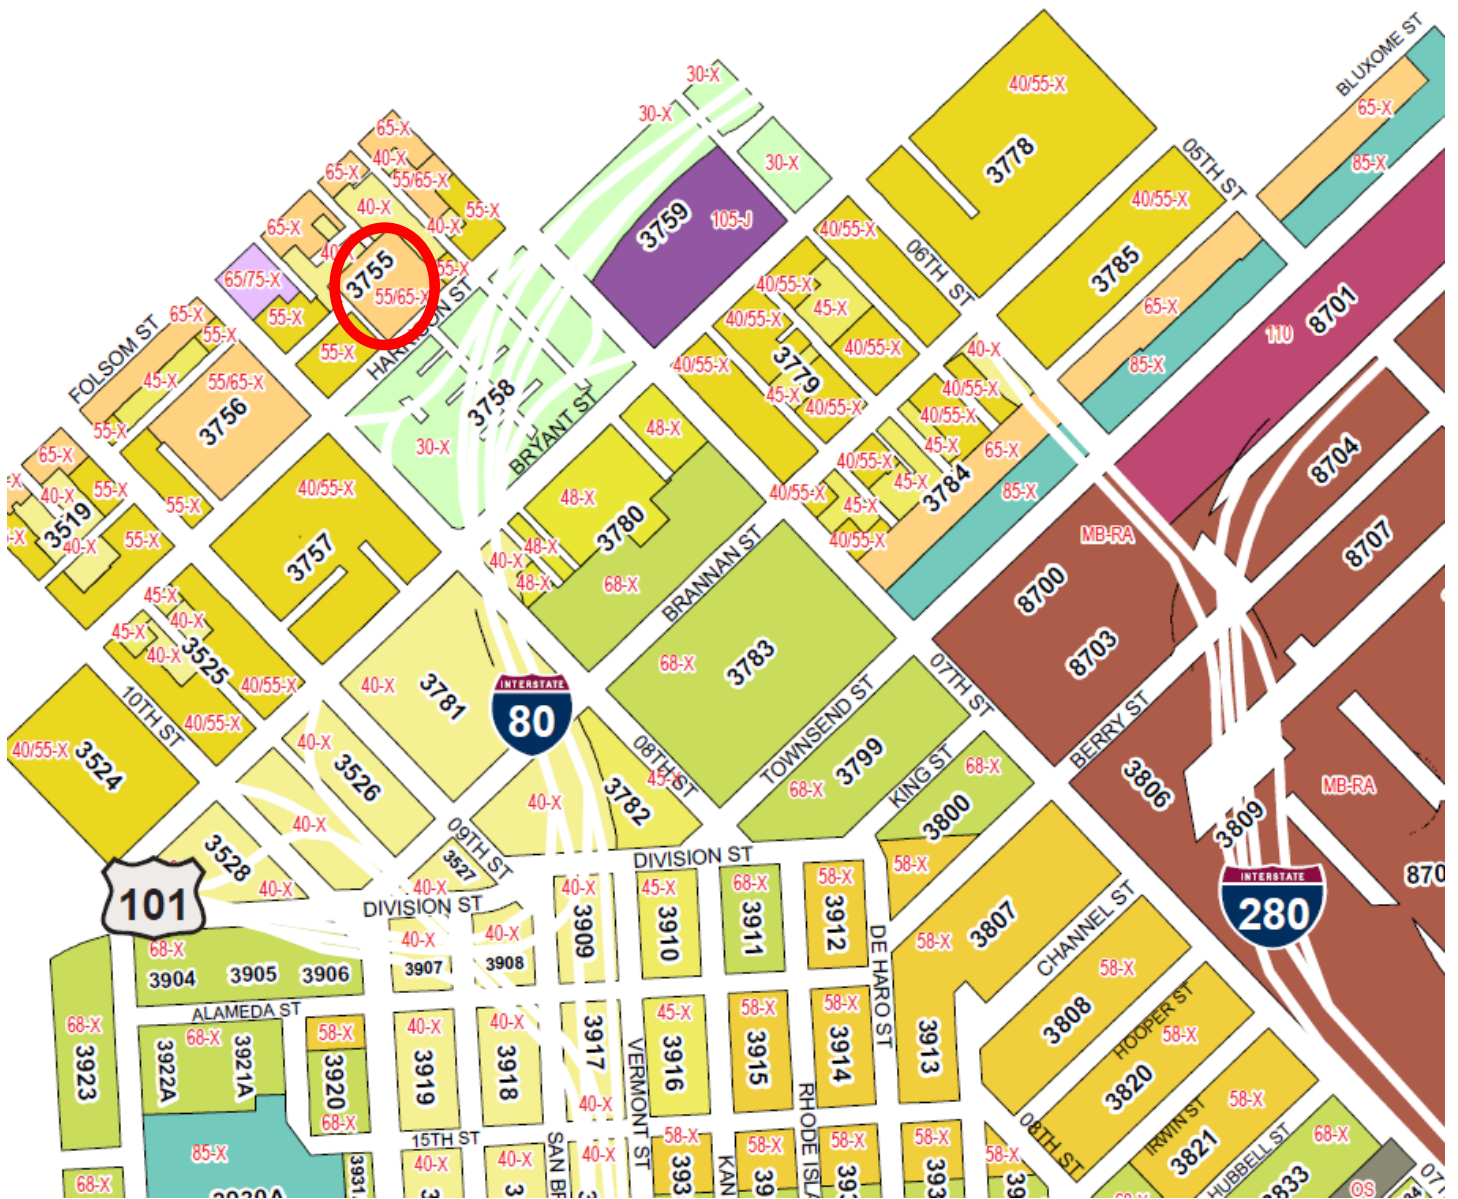 30-X
BLUXOME ST
40/55-X
30-X
65-X
65-X
40-X
3778
05TH ST
30-X
85-X
65-X
55/65-X
40-X
55-X
3759
105-J
40/55-X
40/55-X
65-X
40-X
06TH ST
3785
3755
55-X
65/75-X
55/65-X
40/55-X
45-X
65-X
8701
110
65-X
55-X
55-X
HARRISON ST
FOLSOM ST
55-X
40/55-X
40-X
40/55-X
85-X
45-X
55/65-X
3758
40/55-X
3779
40/55-X
45-X
40/55-X
40/55-X
3756
55-X
BRYANT ST
30-X
48-X
45-X
65-X
65-X
40/55-X
8704
40-X
55-X
3519
40/55-X
48-X
45-X
3784
85-X
55-X
40/55-X
45-X
40/55-X
3780
40-X
55-X
48-X
MB-RA
8707
3757
40-X
48-X
68-X
BRANNAN ST
8700
45-X
40-X
45-X
40-X
3525
3783
68-X
8703
40-X
3781
07TH ST
40/55-X
10TH ST
INTERSTATE
80
TOWNSEND ST
BERRY ST
40/55-X
40/55-X
3524
40-X
3526
08TH ST
45-X
3799
68-X
KING ST
68-X
3806
MB-RA
40-X
3782
3800
3809
40-X
09TH ST
3528
3527
DIVISION ST
58-X
870
INTERSTATE
280
101
40-X
40-X
DIVISION ST
40-X
45-X
68-X
58-X
3909
3910
3911
3912
3807
58-X
CHANNEL ST
DE HARO ST
68-X
40-X
40-X
3904
3905
3906
3907
3908
58-X
HOOPER ST
ALAMEDA ST
68-X
68-X
58-X
40-X
40-X
45-X
58-X
58-X
3808
58-X
3923
3922A
3921A
3920
3919
3918
3917
3916
3915
3914
3913
3820
VERMONT ST
58-X
40-X
IRWIN ST
68-X
15TH ST
08TH ST
3821
HUBBELL ST
68-X
85-X
40-X
40-X
40-X
58-X
58-X
58-X
58-X
58-X
07T
68-X
OS
68-X
3833